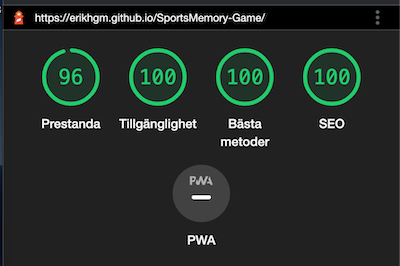 https://erikhgm.github.io/SportsMemory-Game/
96 100 100 100
Prestanda Tillgänglighet Bästa metoder SEO
PWA
PWA